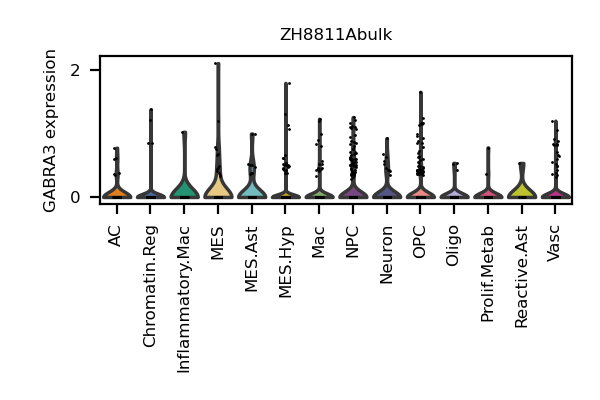 ZH8811Abulk
GABRA3 expression
2
0
AC
Chromatin.Reg
Inflammatory.Mac
MES
MES.Ast
MES.Hyp
Mac
NPC
Neuron
OPC
Oligo
Prolif.Metab
Reactive.Ast
Vasc